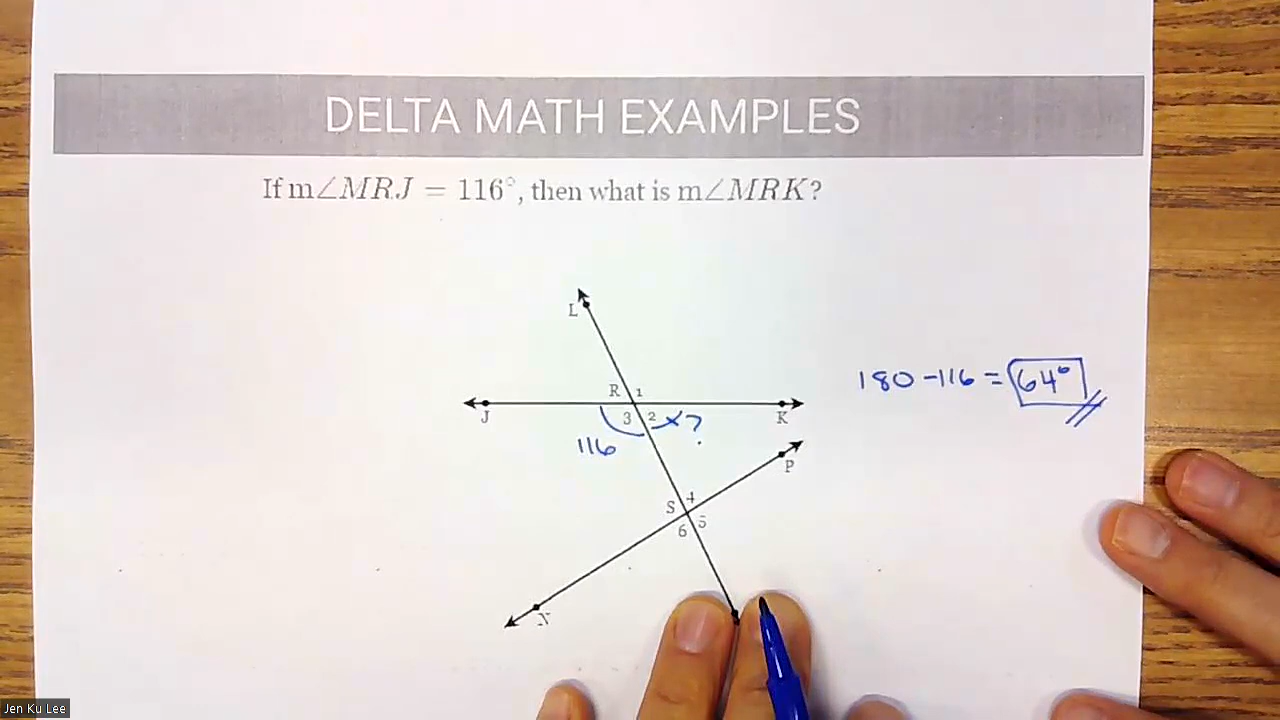 DELTA MATH EXAMPLES
If m∠MRJ = 116°, then what is m∠MRK?
L
R 1
J 3 2 ? K
116
180-116 = 64°
P
S 4
6 5
N
Jen Ku Lee